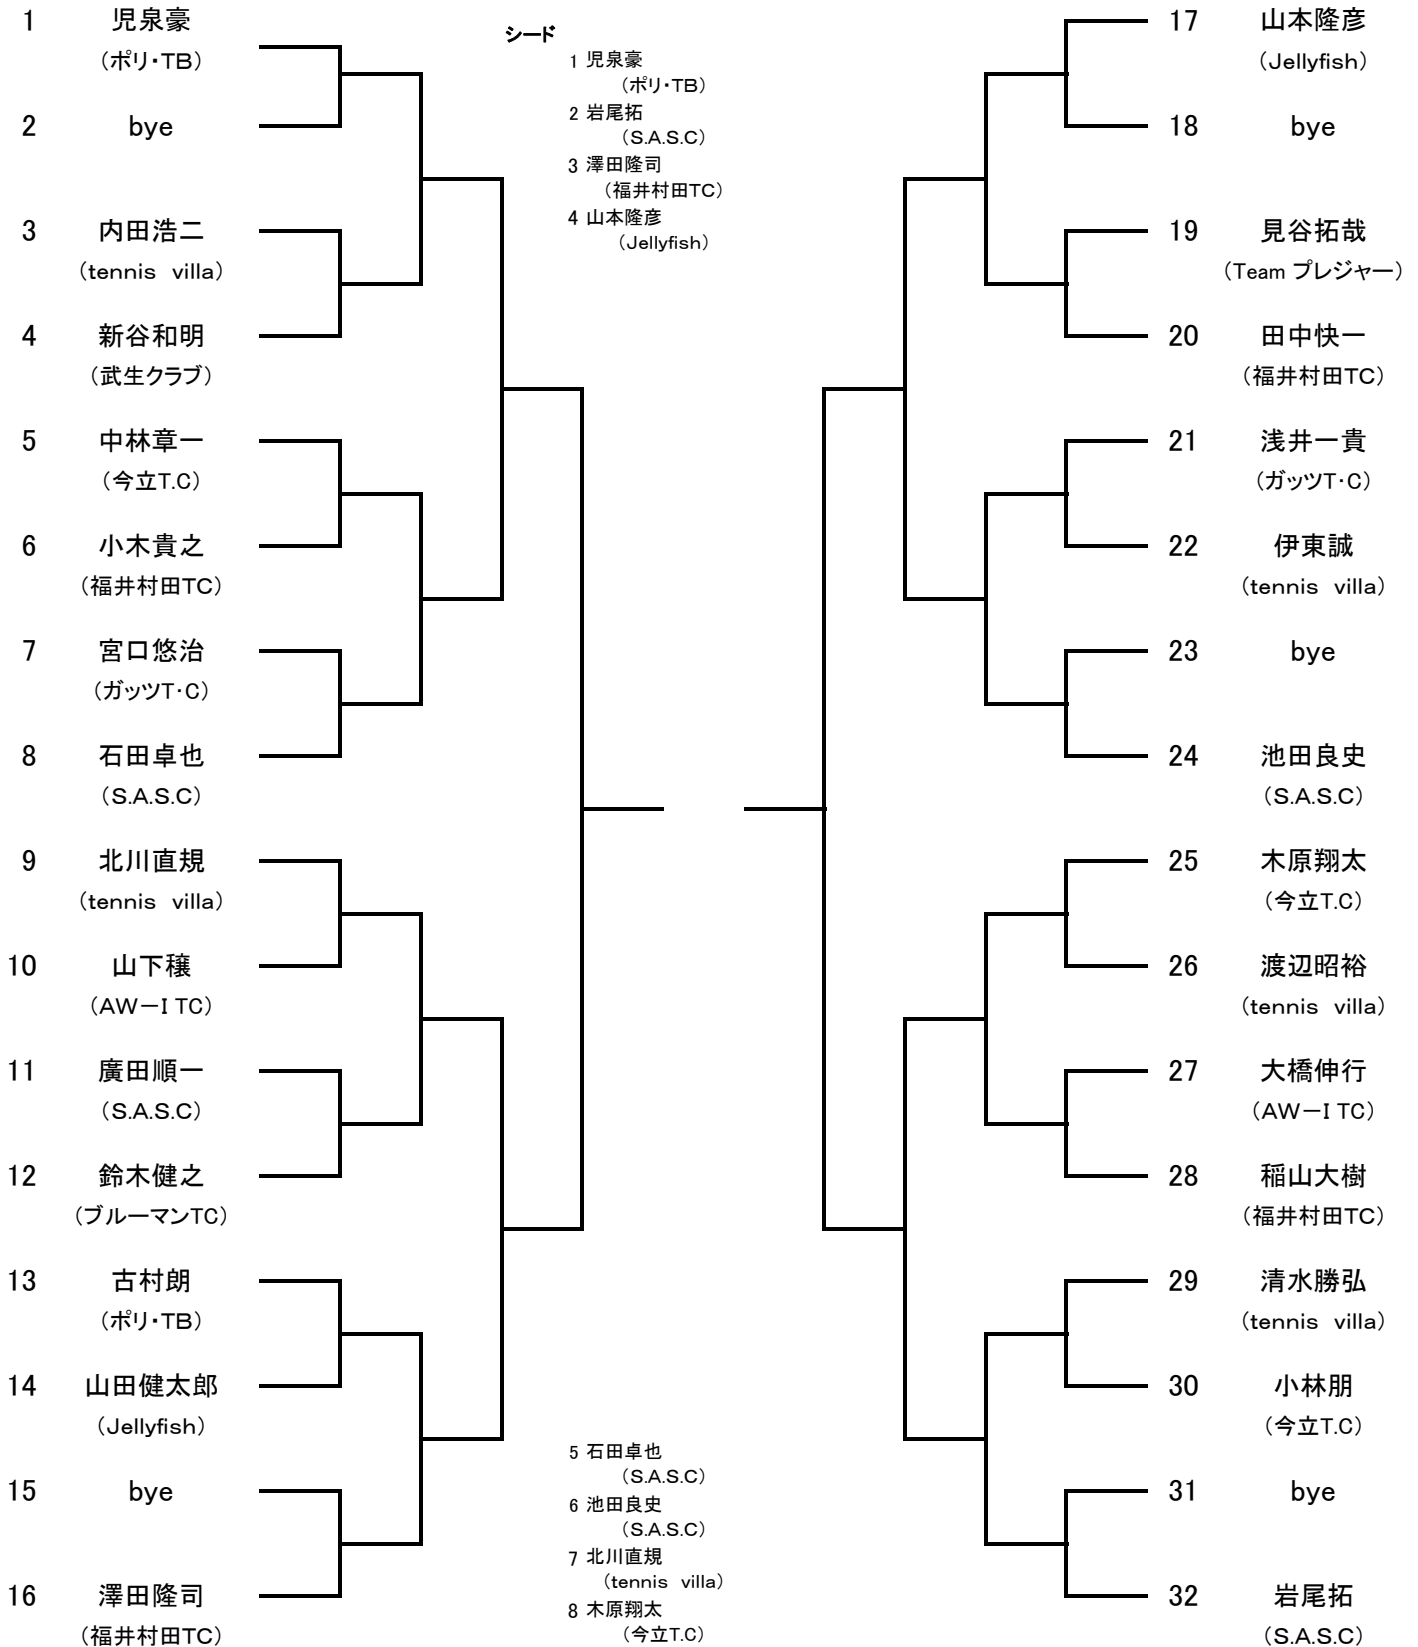 1 児泉豪
（ポリ・TB）
2 bye
3 内田浩二
（tennis villa）
4 新谷和明
（武生クラブ）
5 中林章一
（今立T.C）
6 小木貴之
（福井村田TC）
7 宮口悠治
（ガッツT･C）
8 石田卓也
（S.A.S.C）
9 北川直規
（tennis villa）
10 山下穣
（AW－I TC）
11 廣田順一
（S.A.S.C）
12 鈴木健之
（ブルーマンTC）
13 古村朗
（ポリ・TB）
14 山田健太郎
（Jellyfish）
15 bye
16 澤田隆司
（福井村田TC）
シード
1 児泉豪
（ポリ・TB）
2 岩尾拓
（S.A.S.C）
3 澤田隆司
（福井村田TC）
4 山本隆彦
（Jellyfish）
5 石田卓也
（S.A.S.C）
6 池田良史
（S.A.S.C）
7 北川直規
（tennis villa）
8 木原翔太
（今立T.C）
17 山本隆彦
（Jellyfish）
18 bye
19 見谷拓哉
（Team プレジャー）
20 田中快一
（福井村田TC）
21 浅井一貴
（ガッツT･C）
22 伊東誠
（tennis villa）
23 bye
24 池田良史
（S.A.S.C）
25 木原翔太
（今立T.C）
26 渡辺昭裕
（tennis villa）
27 大橋伸行
（AW－I TC）
28 稲山大樹
（福井村田TC）
29 清水勝弘
（tennis villa）
30 小林朋
（今立T.C）
31 bye
32 岩尾拓
（S.A.S.C）